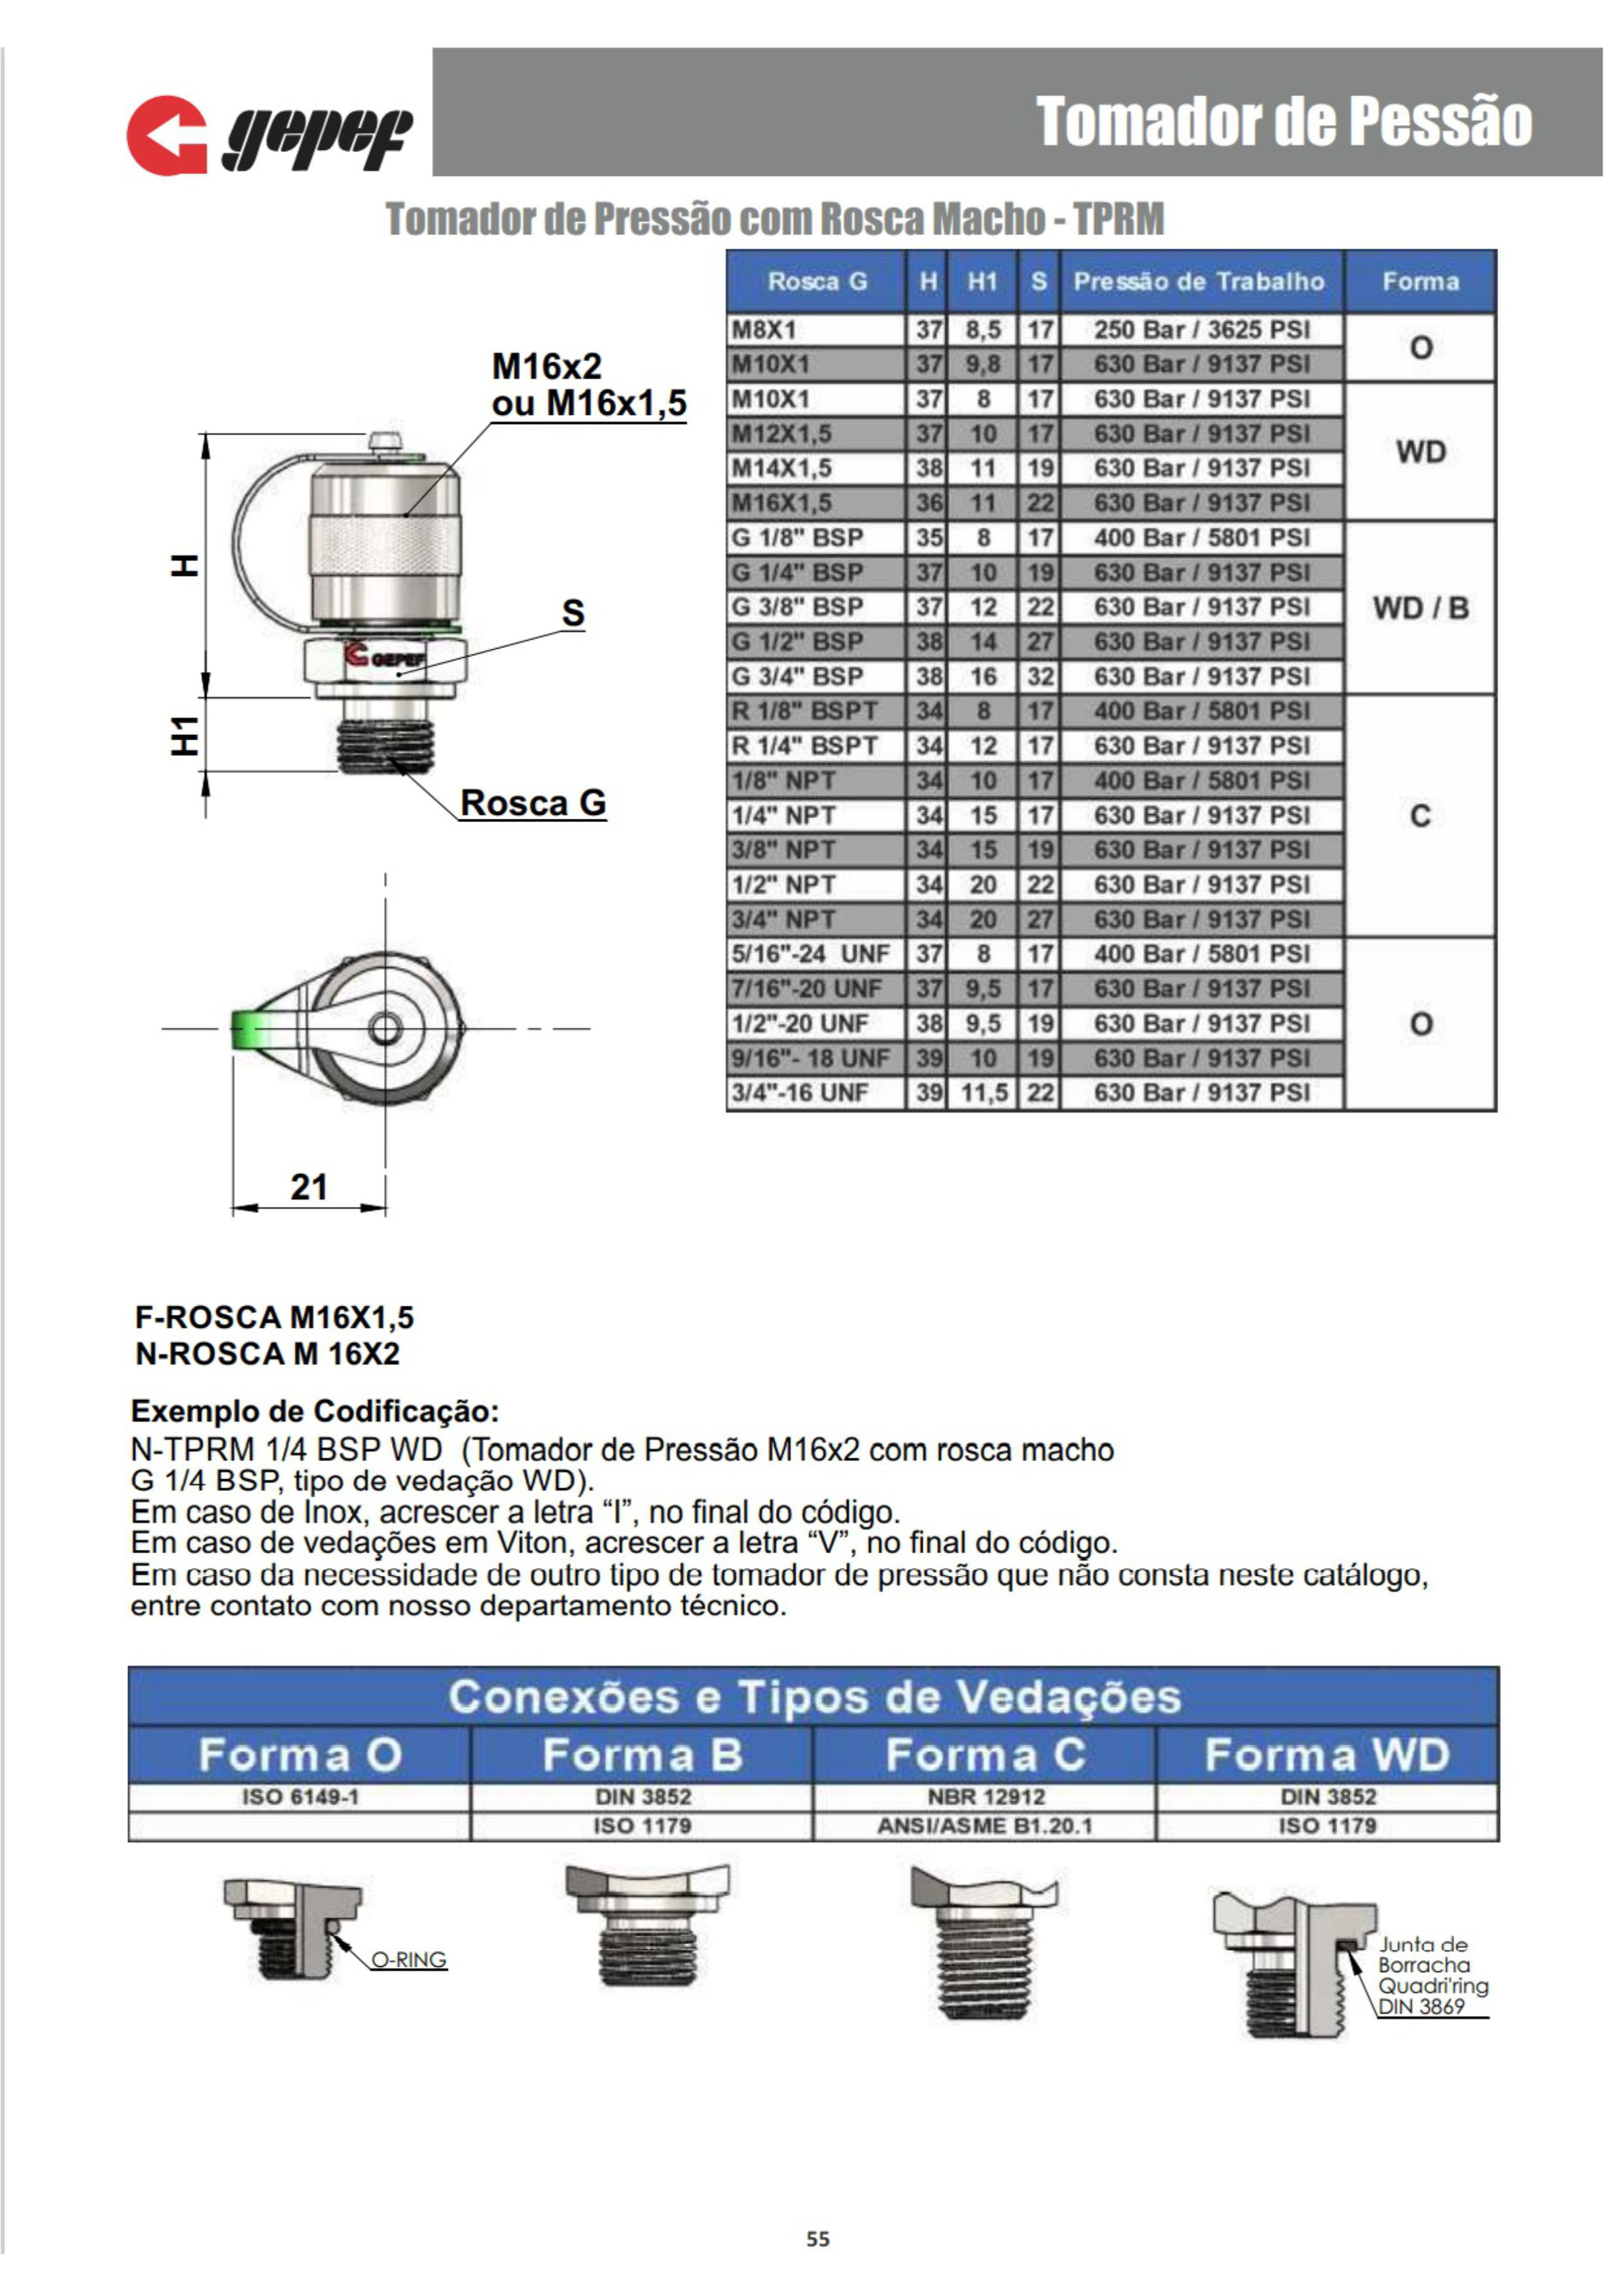 gepef
Tomador de Pessão
Tomador de Pressão com Rosca Macho - TPRM
Rosca G H H1 S Pressão de Trabalho Forma
M8X1 37 8,5 17 250 Bar / 3625 PSI O
M10X1 37 9,8 17 630 Bar / 9137 PSI
M10X1 37 8 17 630 Bar / 9137 PSI WD
M12X1,5 37 10 17 630 Bar / 9137 PSI
M14X1,5 38 11 19 630 Bar / 9137 PSI
M16X1,5 36 11 22 630 Bar / 9137 PSI
G 1/8" BSP 35 8 17 400 Bar / 5801 PSI WD / B
G 1/4" BSP 37 10 19 630 Bar / 9137 PSI
G 3/8" BSP 37 12 22 630 Bar / 9137 PSI
G 1/2" BSP 38 14 27 630 Bar / 9137 PSI
G 3/4" BSP 38 16 32 630 Bar / 9137 PSI
R 1/8" BSPT 34 8 17 400 Bar / 5801 PSI C
R 1/4" BSPT 34 12 17 630 Bar / 9137 PSI
1/8" NPT 34 10 17 400 Bar / 5801 PSI
1/4" NPT 34 15 17 630 Bar / 9137 PSI
3/8" NPT 34 15 19 630 Bar / 9137 PSI
1/2" NPT 34 20 22 630 Bar / 9137 PSI
3/4" NPT 34 20 27 630 Bar / 9137 PSI
5/16"-24 UNF 37 8 17 400 Bar / 5801 PSI O
7/16"-20 UNF 37 9,5 17 630 Bar / 9137 PSI
1/2"-20 UNF 38 9,5 19 630 Bar / 9137 PSI
9/16"- 18 UNF 39 10 19 630 Bar / 9137 PSI
3/4"-16 UNF 39 11,5 22 630 Bar / 9137 PSI
M16x2
ou M16x1,5
H
S
GEPEF
H1
Rosca G
21
F-ROSCA M16X1,5
N-ROSCA M 16X2
Exemplo de Codificação:
N-TPRM 1/4 BSP WD (Tomador de Pressão M16x2 com rosca macho
G 1/4 BSP, tipo de vedação WD).
Em caso de Inox, acrescer a letra “I”, no final do código.
Em caso de vedações em Viton, acrescer a letra “V”, no final do código.
Em caso da necessidade de outro tipo de tomador de pressão que não consta neste catálogo,
entre contato com nosso departamento técnico.
Conexões e Tipos de Vedações
Forma O Forma B Forma C Forma WD
ISO 6149-1 DIN 3852 NBR 12912 DIN 3852
ISO 1179 ANSI/ASME B1.20.1 ISO 1179
O-RING
Junta de
Borracha
Quadri'ring
DIN 3869
55